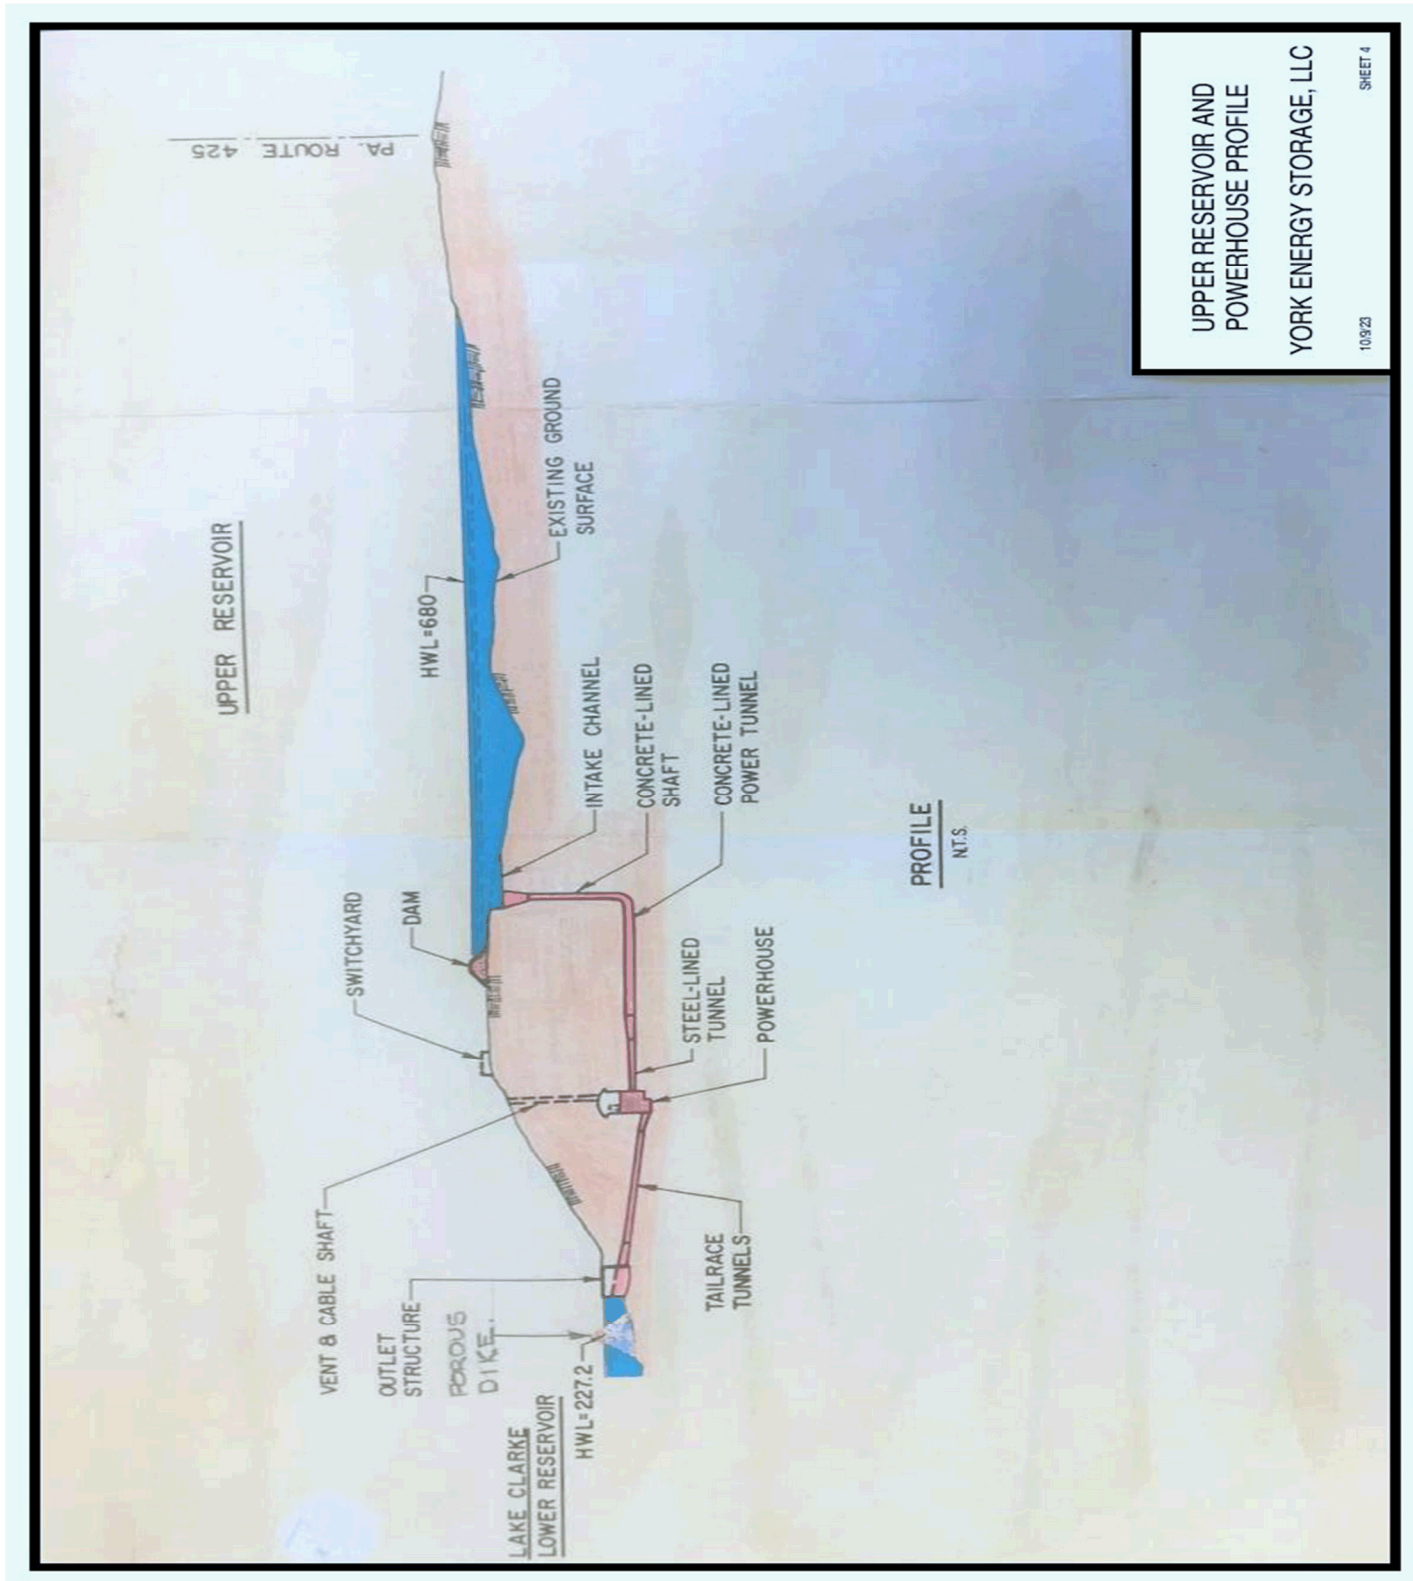 PA. ROUTE 425
UPPER RESERVOIR
HWL=680
EXISTING GROUND
SURFACE
SWITCHYARD
DAM
INTAKE CHANNEL
CONCRETE-LINED
SHAFT
CONCRETE-LINED
POWER TUNNEL
STEEL-LINED
TUNNEL
POWERHOUSE
VENT & CABLE SHAFT
OUTLET
STRUCTURE
POROUS
DIKE.
LAKE CLARKE
LOWER RESERVOIR
HWL=227.2
TAILRACE
TUNNELS
PROFILE
N.T.S.
UPPER RESERVOIR AND
POWERHOUSE PROFILE
YORK ENERGY STORAGE, LLC
10/9/23
SHEET 4